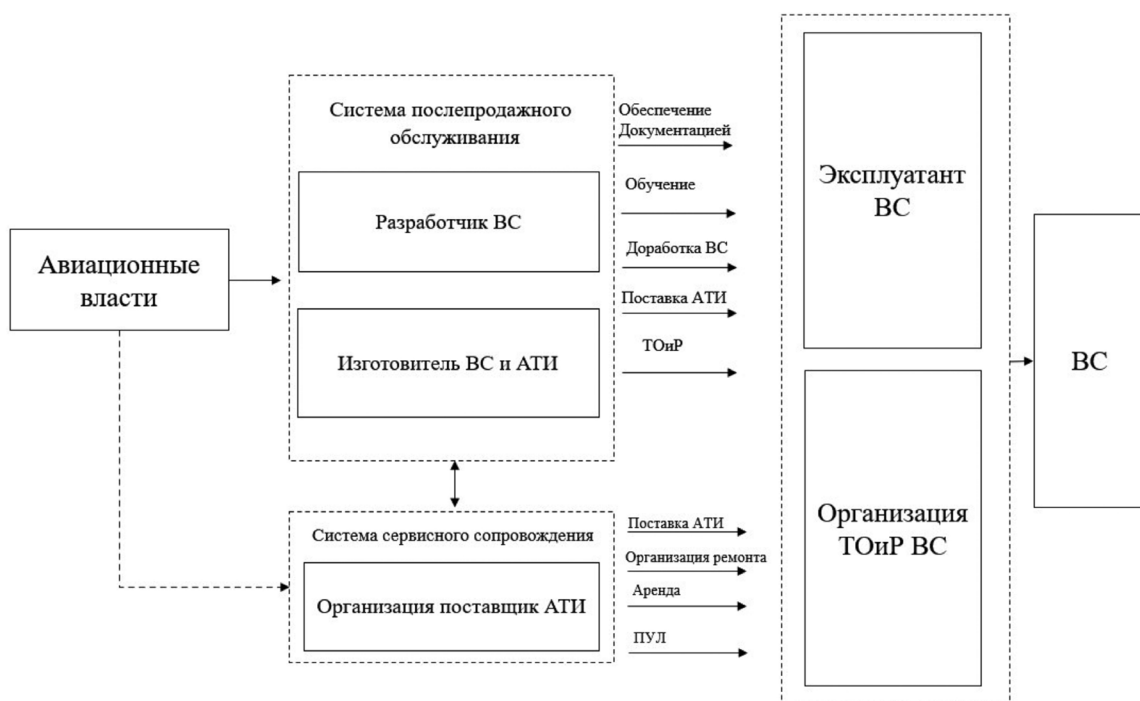 Авиационные
власти
Система послепродажного
обслуживания
Разработчик ВС
Изготовитель ВС и АТИ
Обеспечение
Документацией
Обучение
Доработка ВС
Поставка АТИ
ТОиР
Система сервисного сопровождения
Организация поставщик АТИ
Поставка АТИ
Организация ремонта
Аренда
ПУЛ
Эксплуатант
ВС
Организация
ТОиР ВС
ВС